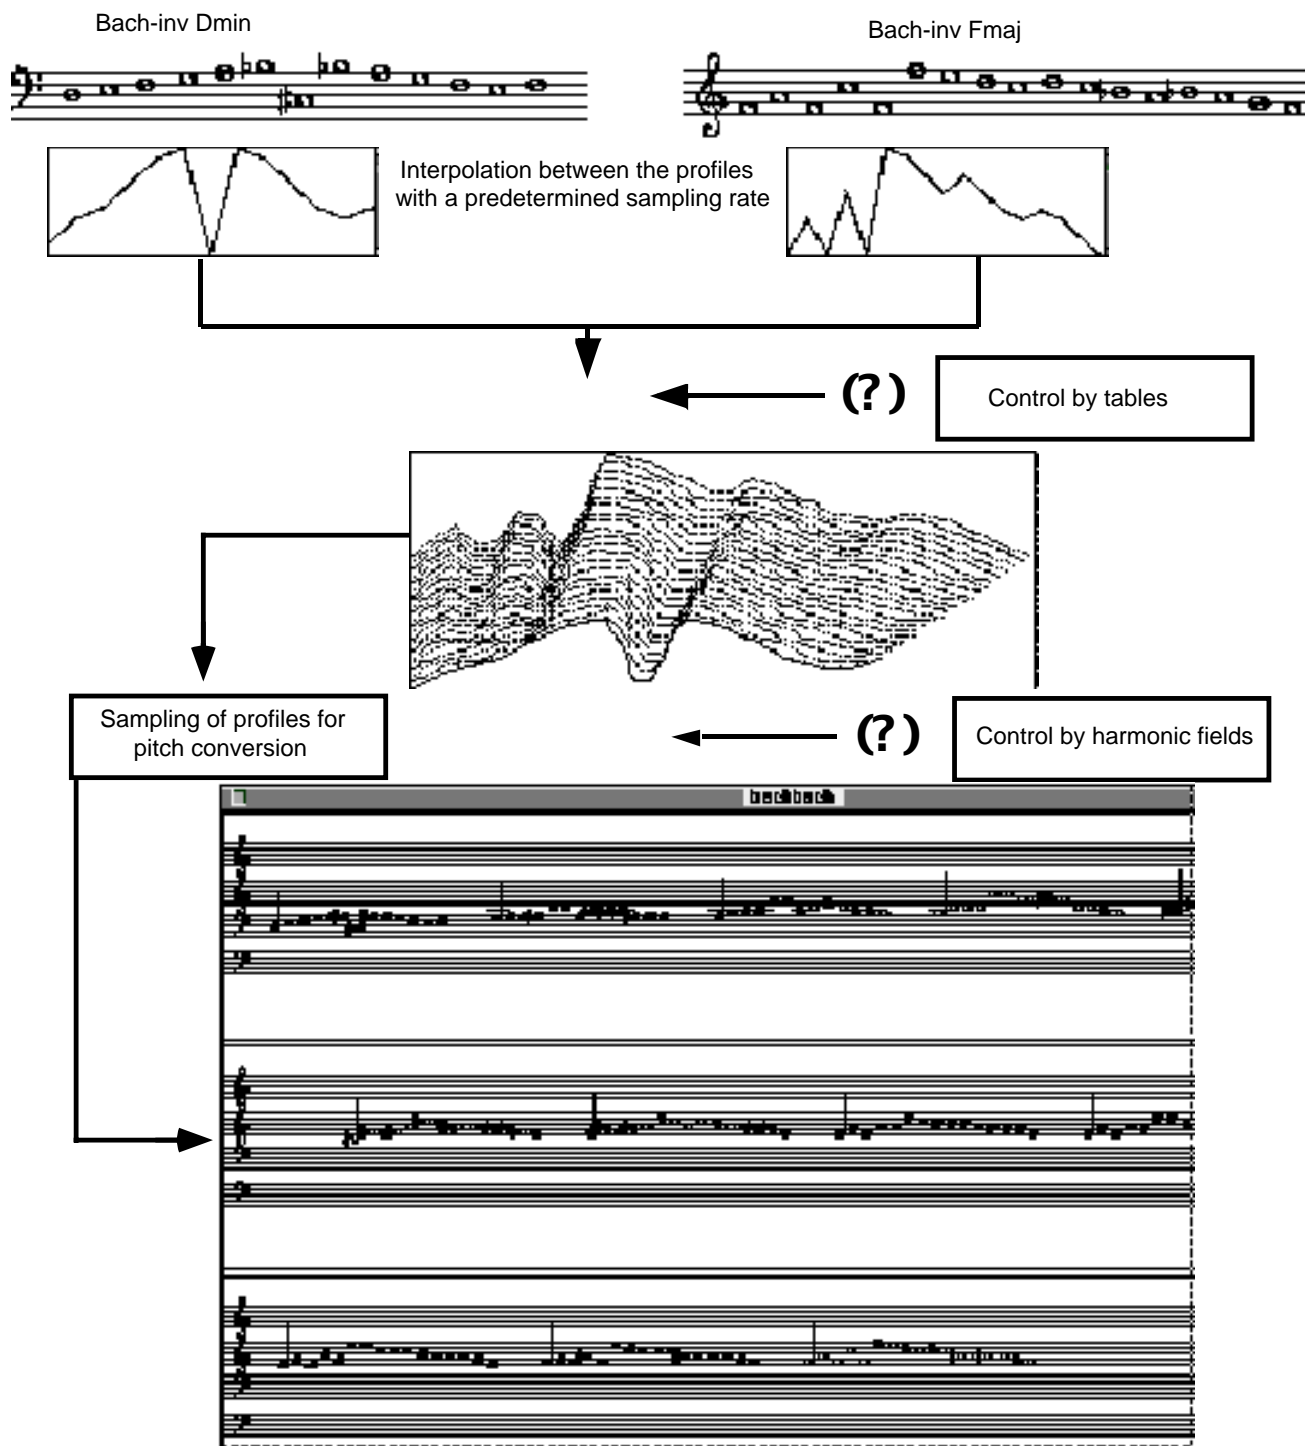 Bach-inv Dmin
Bach-inv Fmaj
Interpolation between the profiles
with a predetermined sampling rate
(?)
Control by tables
Sampling of profiles for
pitch conversion
(?)
Control by harmonic fields
bachbach